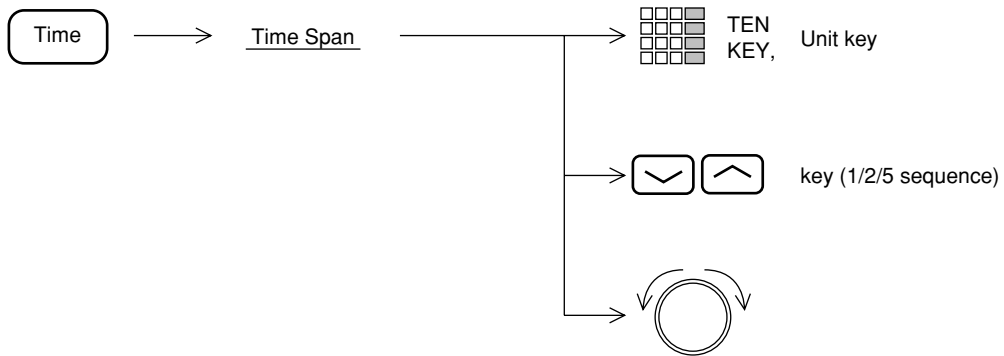 Time
Time Span
TEN
KEY,
Unit key
key (1/2/5 sequence)